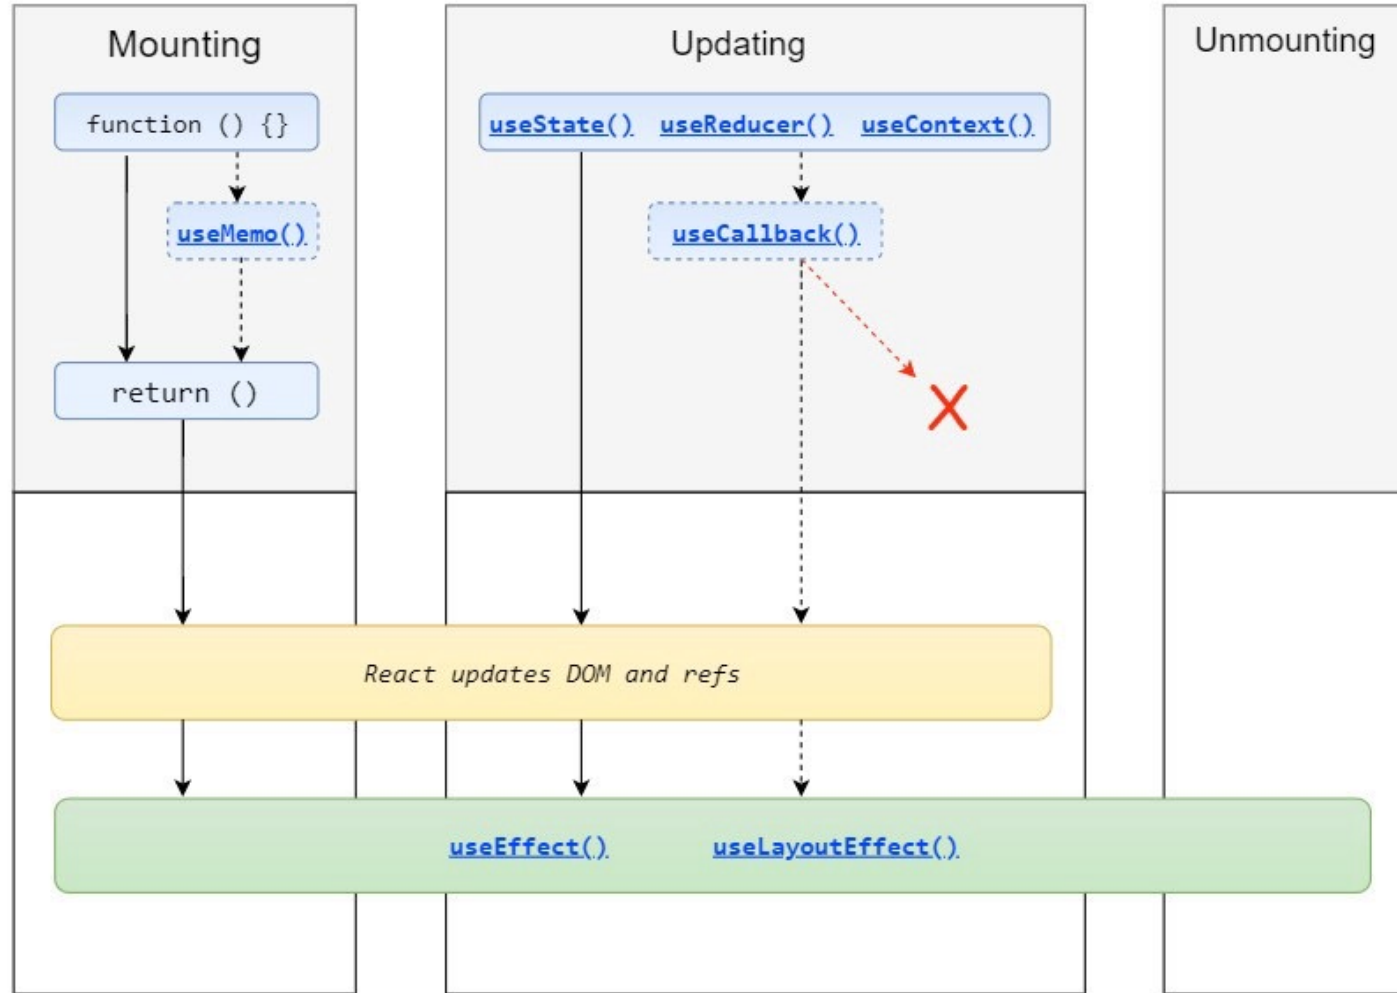 Mounting
Updating
Unmounting
function () {}
useState() useReducer() useContext()
useMemo()
useCallback()
return ()
X
React updates DOM and refs
useEffect() useLayoutEffect()